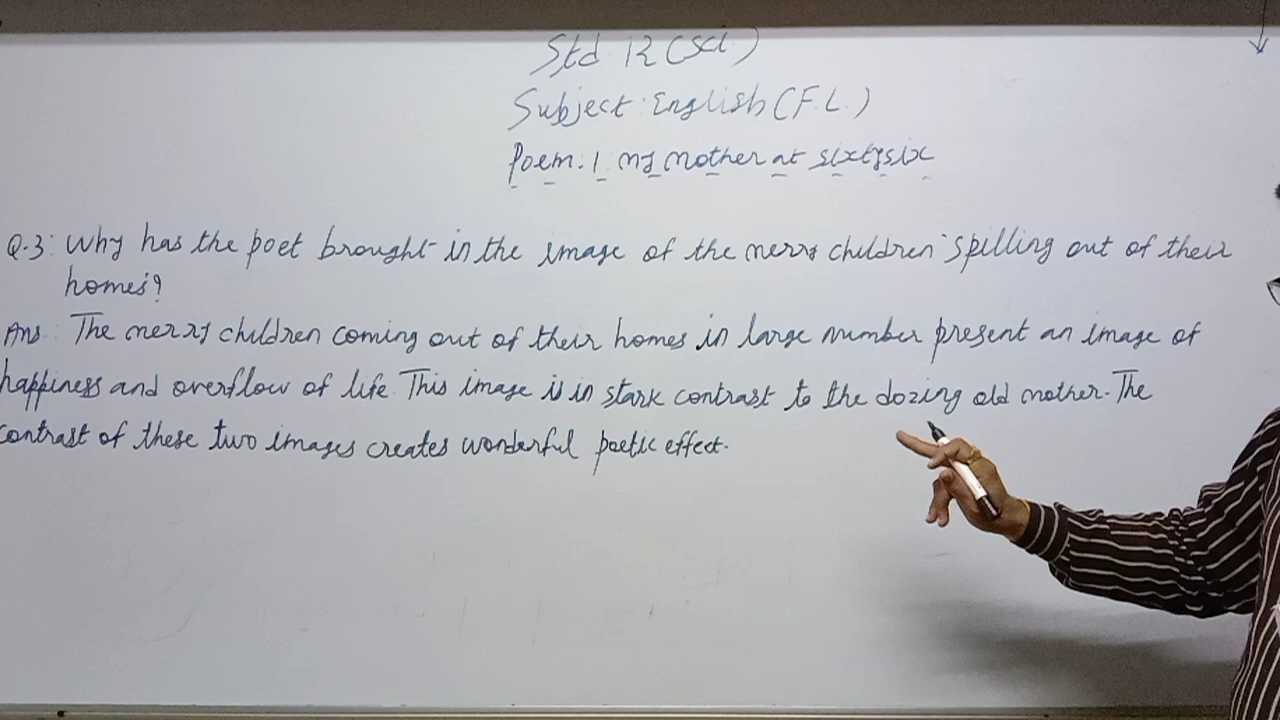 Std 12 (Sci)
Subject: English (F.L.)
Poem: 1 my mother at sixtysix
Q.3: Why has the poet brought in the image of the merry children 'spilling out of their
homes'?
Ans: The merry children coming out of their homes in large number present an image of
happiness and overflow of life. This image is in stark contrast to the dozing old mother. The
contrast of these two images creates wonderful poetic effect.